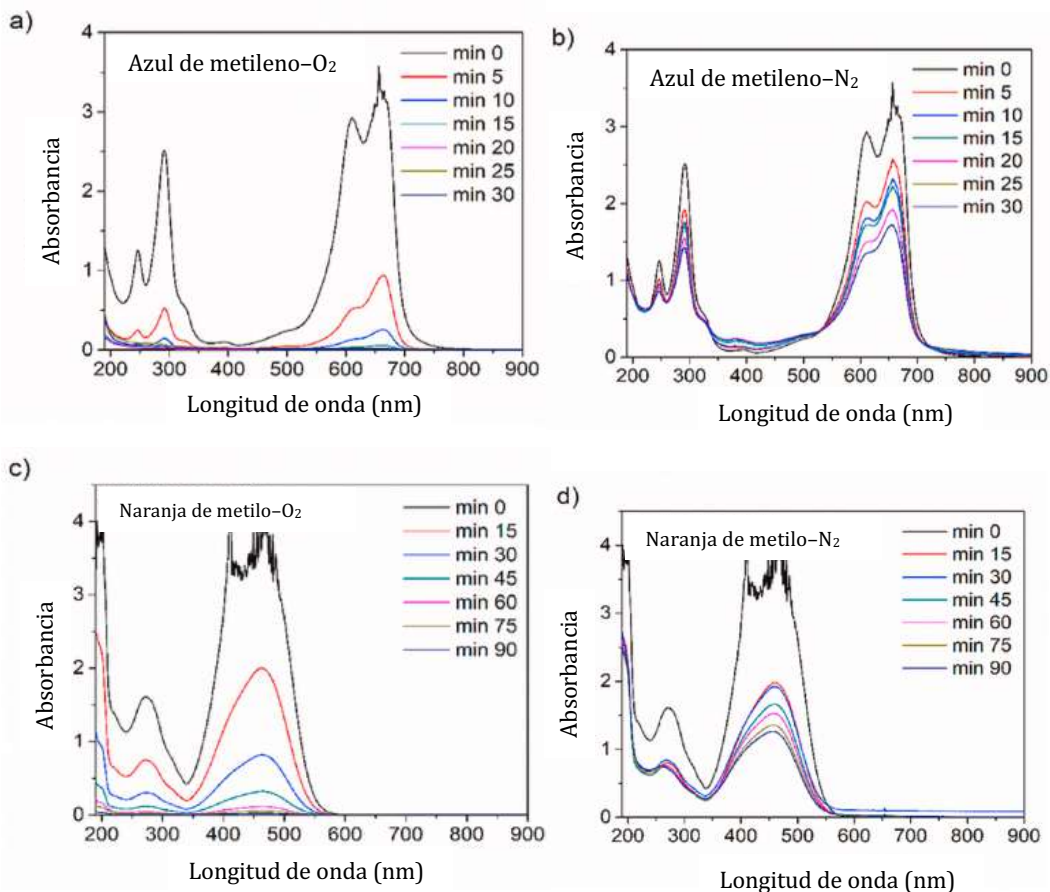 a)
Azul de metileno–O₂
min 0
min 5
min 10
min 15
min 20
min 25
min 30
Absorbancia
4
3
2
1
0
200 300 400 500 600 700 800 900
Longitud de onda (nm)
b)
Azul de metileno–N₂
min 0
min 5
min 10
min 15
min 20
min 25
min 30
Absorbancia
4
3
2
1
0
200 300 400 500 600 700 800 900
Longitud de onda (nm)
c)
Naranja de metilo–O₂
min 0
min 15
min 30
min 45
min 60
min 75
min 90
Absorbancia
4
3
2
1
0
200 300 400 500 600 700 800 900
Longitud de onda (nm)
d)
Naranja de metilo–N₂
min 0
min 15
min 30
min 45
min 60
min 75
min 90
Absorbancia
4
3
2
1
0
200 300 400 500 600 700 800 900
Longitud de onda (nm)